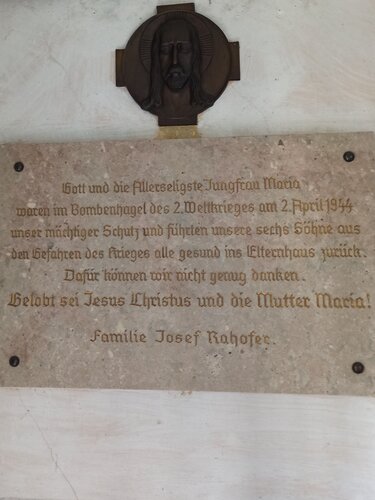 Gott und die Allerseligste Jungfrau Maria
waren im Bombenhagel des 2. Weltkrieges am 2. April 1944
unser mächtiger Schutz und führten unsere sechs Söhne aus
den Gefahren des Krieges alle gesund ins Elternhaus zurück.
Dafür können wir nicht genug danken.
Gelobt sei Jesus Christus und die Mutter Maria!
Familie Josef Rahofer.